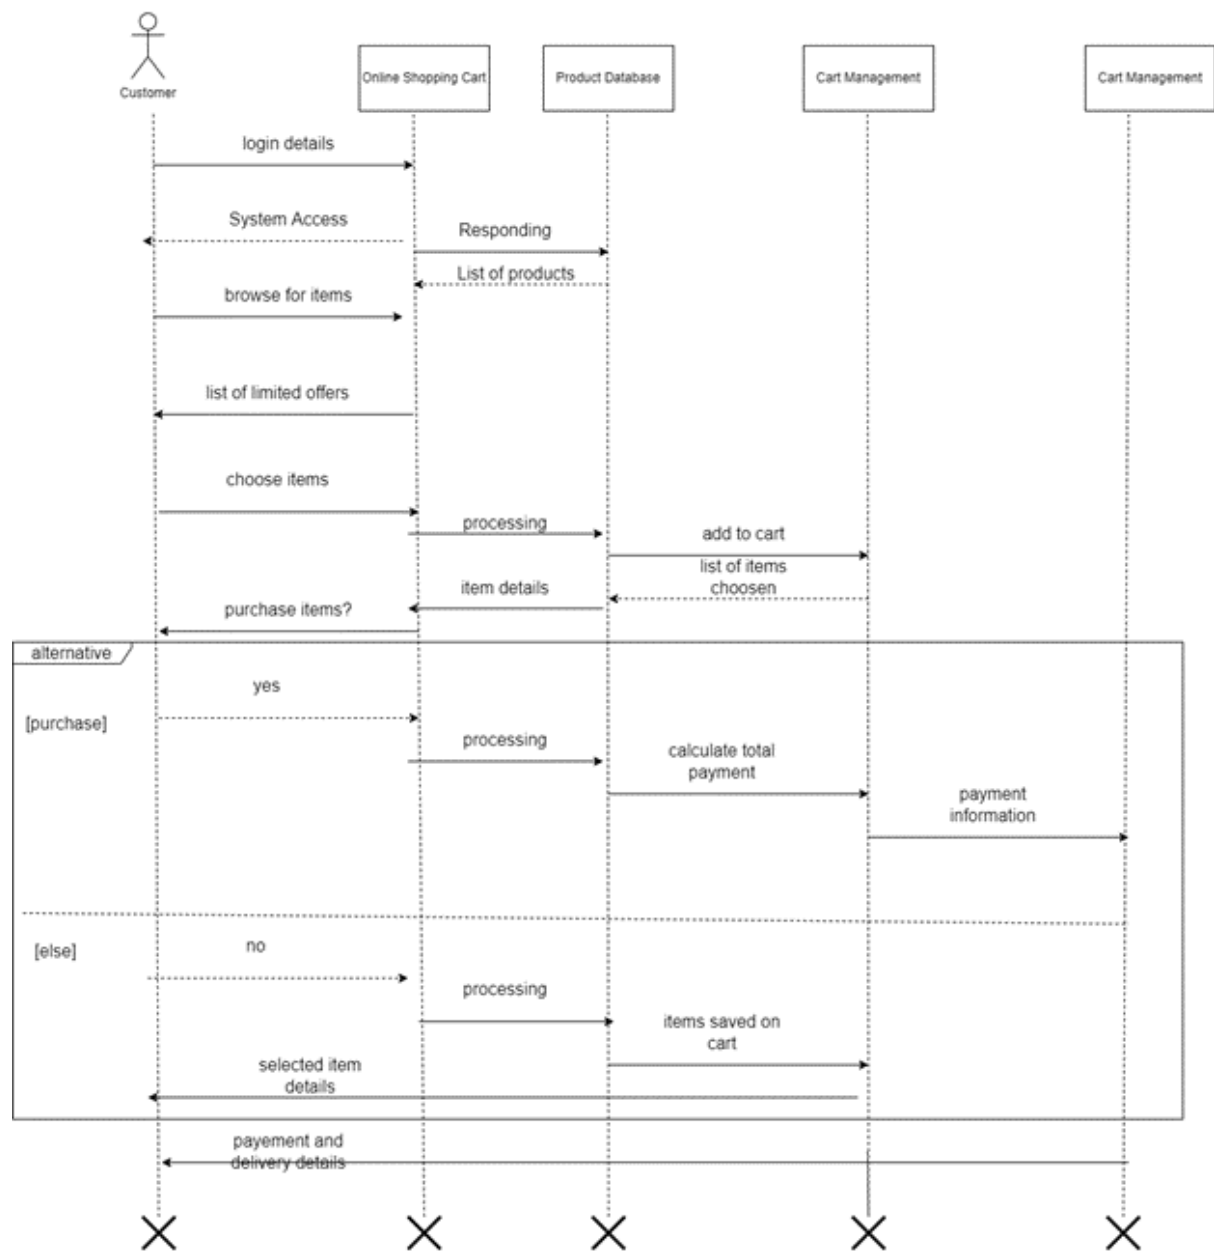 Customer
Online Shopping Cart
Product Database
Cart Management
Cart Management
login details
System Access
Responding
List of products
browse for items
list of limited offers
choose items
processing
add to cart
list of items
choosen
item details
purchase items?
alternative
yes
[purchase]
processing
calculate total
payment
payment
information
[else]
no
processing
items saved on
cart
selected item
details
payement and
delivery details